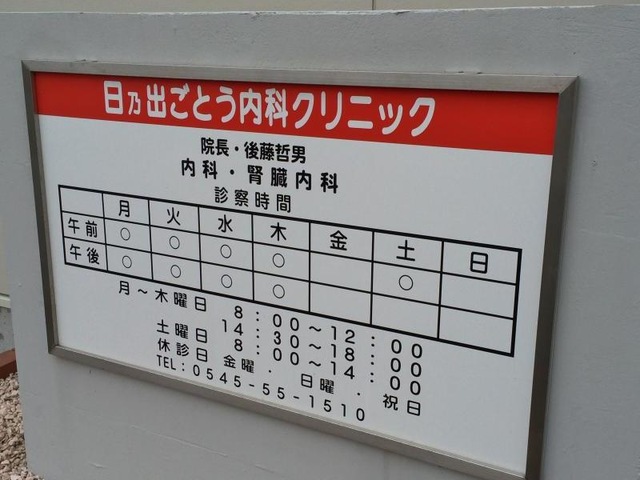 日乃出ごとう内科クリニック
院長・後藤哲男
内科・腎臓内科
診察時間
月 火 水 木 金 土 日
午前 ○ ○ ○ ○ ○
午後 ○ ○ ○ ○
月～木曜日 8:00～12:00
14:30～18:00
土曜日 8:00～14:00
休診日 金曜.日曜.祝日
TEL:0545-55-1510